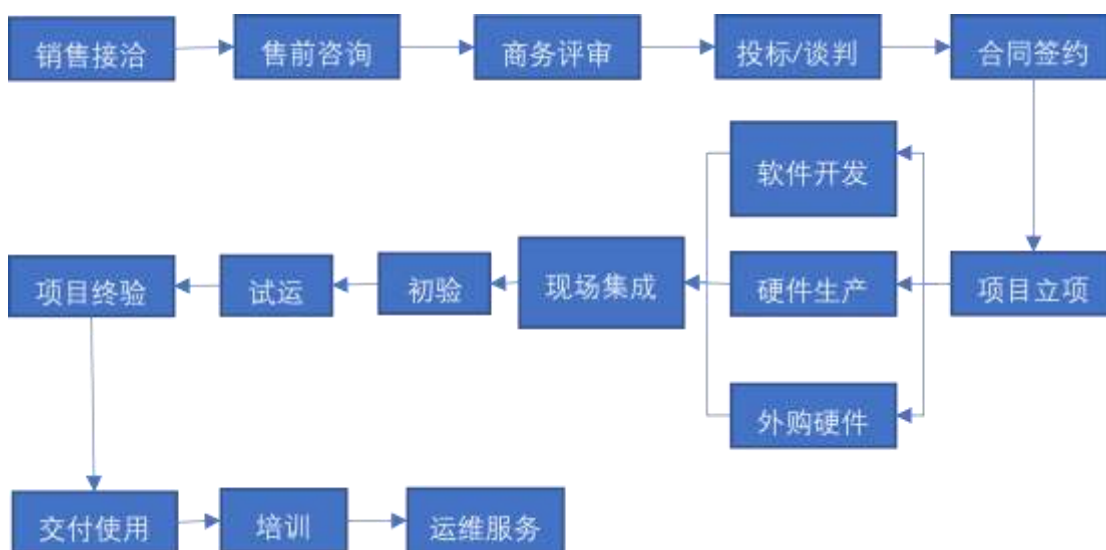 销售接洽
售前咨询
商务评审
投标/谈判
合同签约
软件开发
项目终验
试运
初验
现场集成
硬件生产
项目立项
外购硬件
交付使用
培训
运维服务